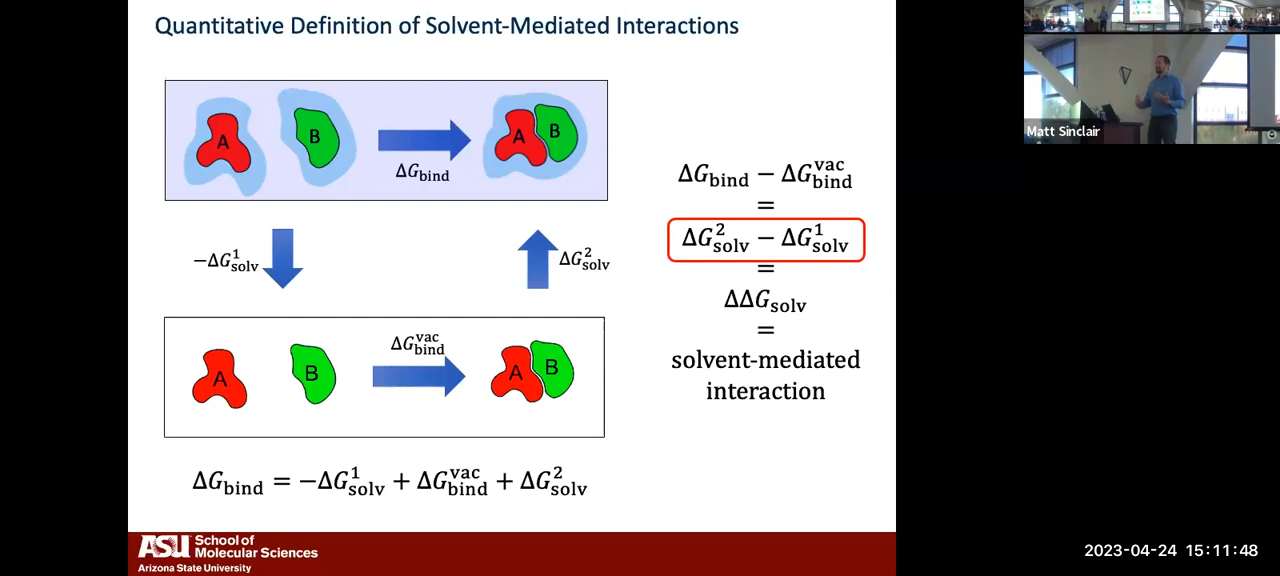 Quantitative Definition of Solvent-Mediated Interactions
A
B
A
B
ΔG_bind
−ΔG¹_solv
ΔG²_solv
A
B
ΔG^vac_bind
A
B
ΔG_bind = −ΔG¹_solv + ΔG^vac_bind + ΔG²_solv
ΔG_bind − ΔG^vac_bind
=
ΔG²_solv − ΔG¹_solv
=
ΔΔG_solv
=
solvent-mediated
interaction
ASU School of
Molecular Sciences
Arizona State University
Matt Sinclair
2023-04-24 15:11:48